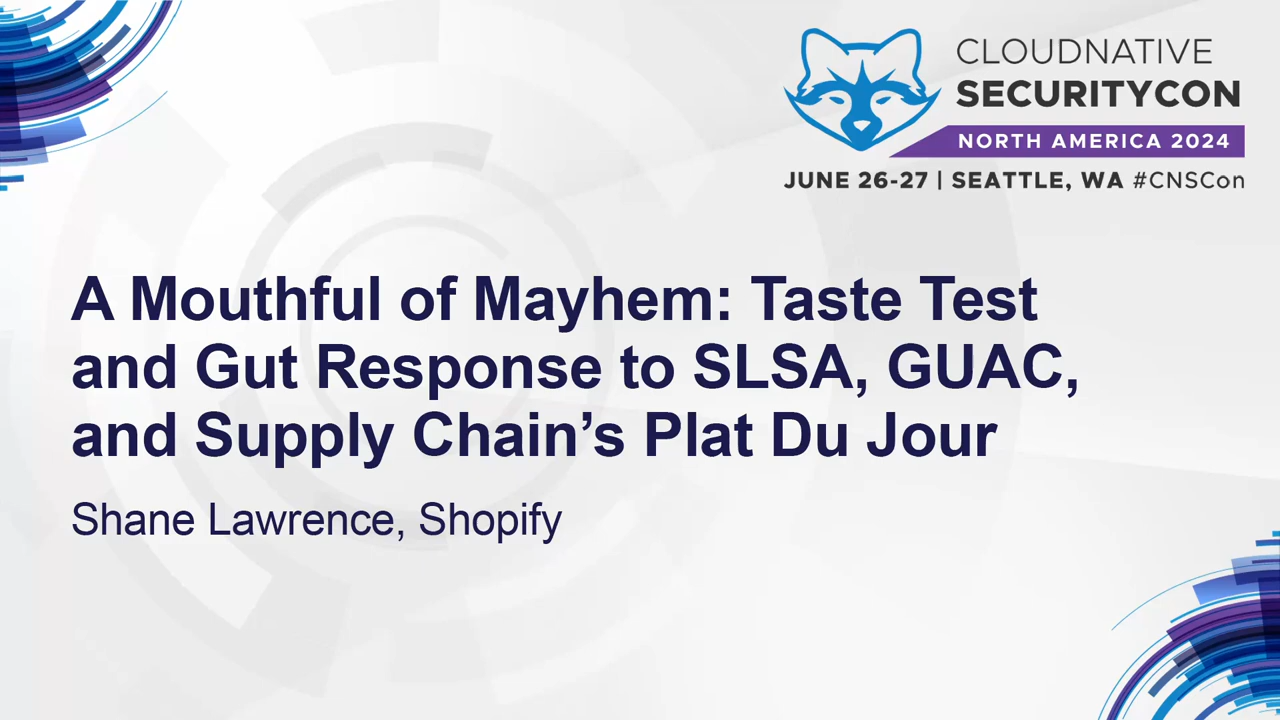 CLOUDNATIVE
SECURITYCON
NORTH AMERICA 2024
JUNE 26-27 | SEATTLE, WA #CNSCon
A Mouthful of Mayhem: Taste Test
and Gut Response to SLSA, GUAC,
and Supply Chain’s Plat Du Jour
Shane Lawrence, Shopify